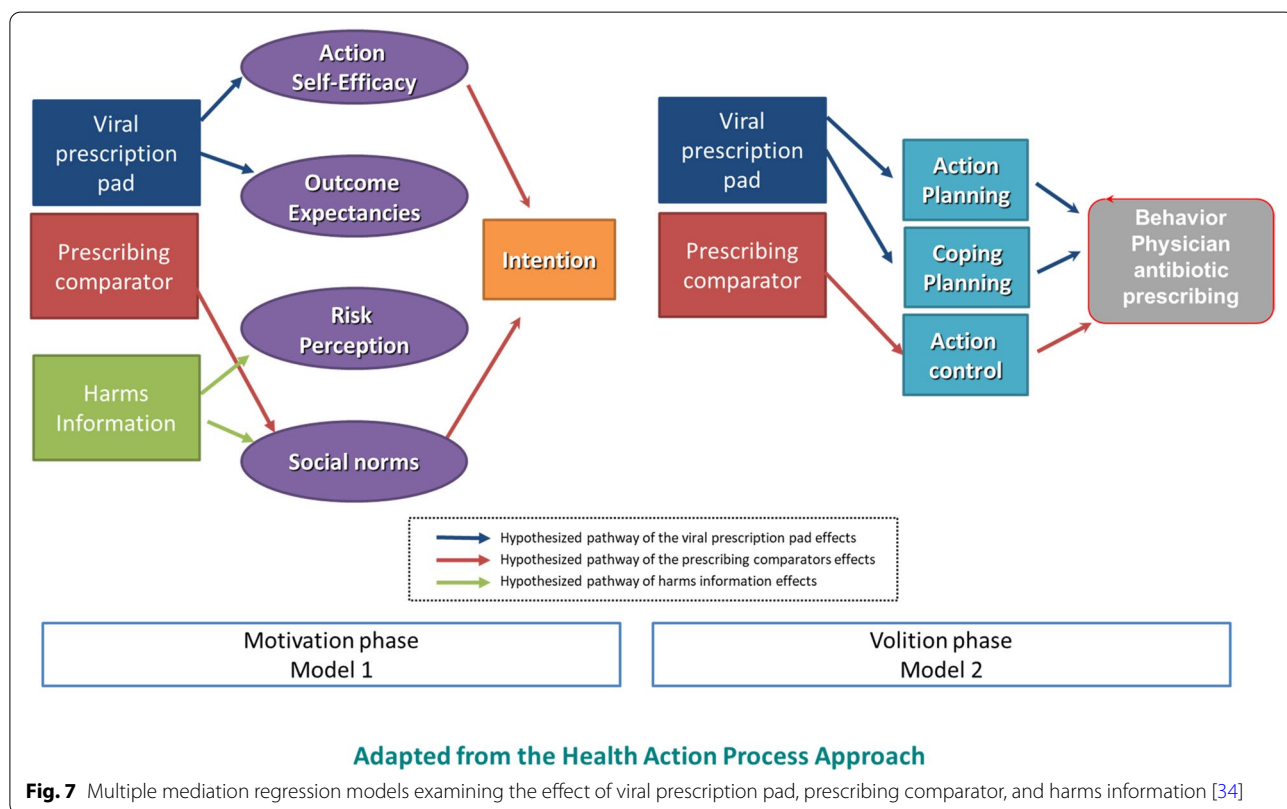 Action
Self-Efficacy
Viral
prescription
pad
Outcome
Expectancies
Prescribing
comparator
Intention
Risk
Perception
Harms
Information
Social norms
Viral
prescription
pad
Action
Planning
Prescribing
comparator
Coping
Planning
Action
control
Behavior
Physician
antibiotic
prescribing
Hypothesized pathway of the viral prescription pad effects
Hypothesized pathway of the prescribing comparators effects
Hypothesized pathway of harms information effects
Motivation phase
Model 1
Volition phase
Model 2
Adapted from the Health Action Process Approach
Fig. 7 Multiple mediation regression models examining the effect of viral prescription pad, prescribing comparator, and harms information [34]